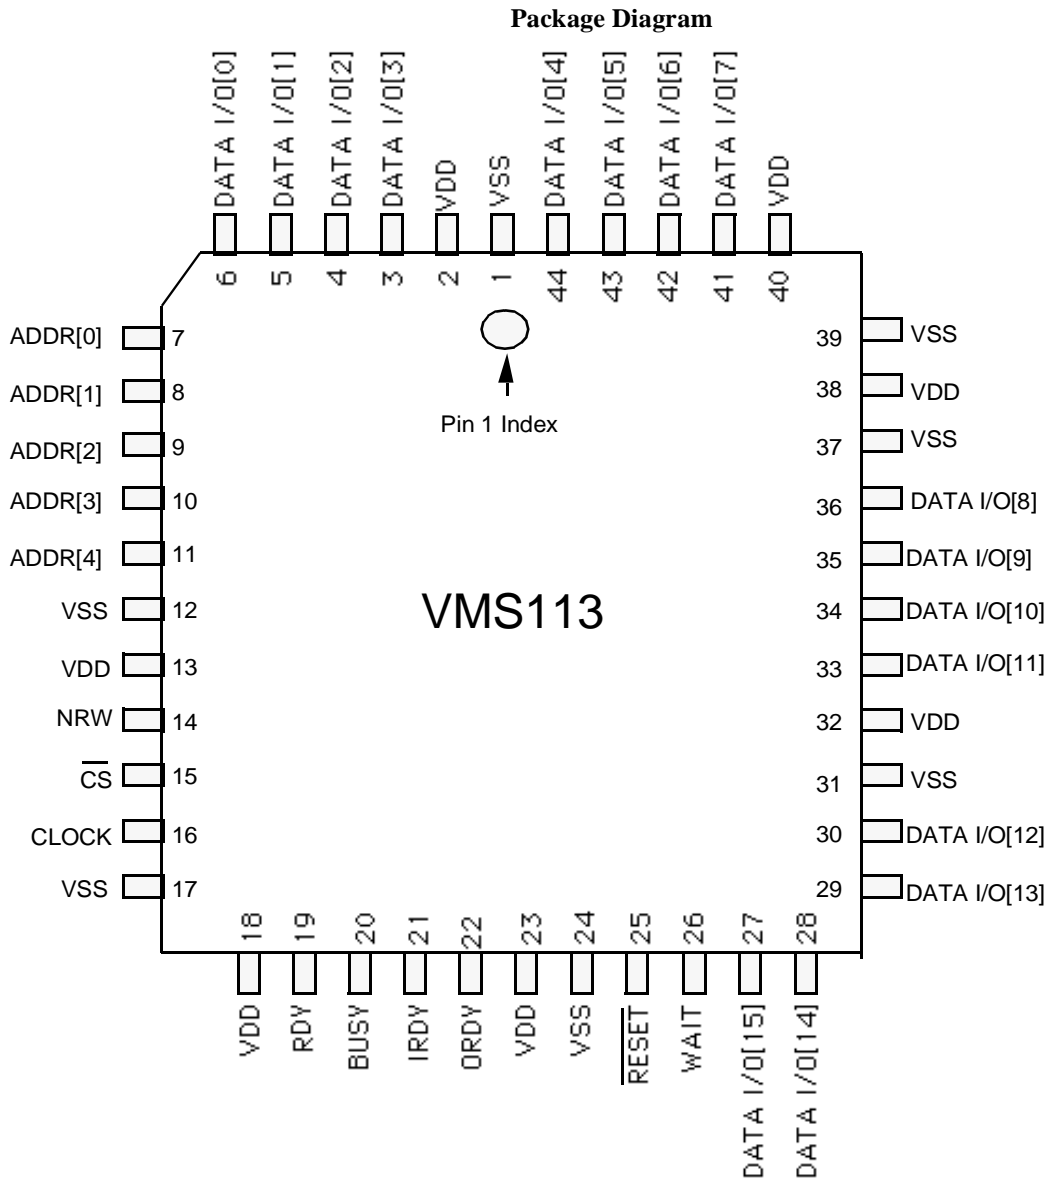 Package Diagram
DATA I/O[0]
DATA I/O[1]
DATA I/O[2]
DATA I/O[3]
VDD
VSS
DATA I/O[4]
DATA I/O[5]
DATA I/O[6]
DATA I/O[7]
VDD
6
5
4
3
2
1
44
43
42
41
40
ADDR[0] 7
ADDR[1] 8
ADDR[2] 9
ADDR[3] 10
ADDR[4] 11
VSS 12
VDD 13
NRW 14
CS 15
CLOCK 16
VSS 17
Pin 1 Index
VMS113
39 VSS
38 VDD
37 VSS
36 DATA I/O[8]
35 DATA I/O[9]
34 DATA I/O[10]
33 DATA I/O[11]
32 VDD
31 VSS
30 DATA I/O[12]
29 DATA I/O[13]
18
19
20
21
22
23
24
25
26
27
28
VDD
RDY
BUSY
IRDY
ORDY
VDD
VSS
RESET
WAIT
DATA I/O[15]
DATA I/O[14]